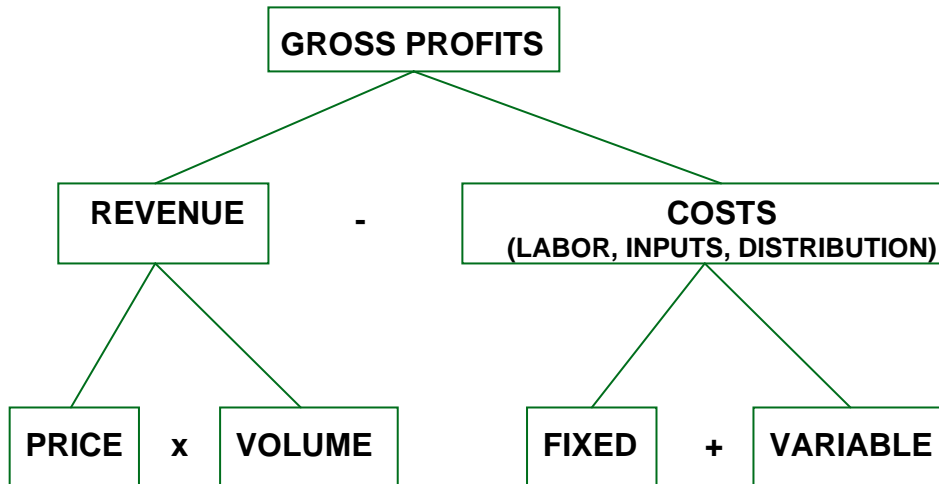 GROSS PROFITS
REVENUE - COSTS
(LABOR, INPUTS, DISTRIBUTION)
PRICE x VOLUME FIXED + VARIABLE